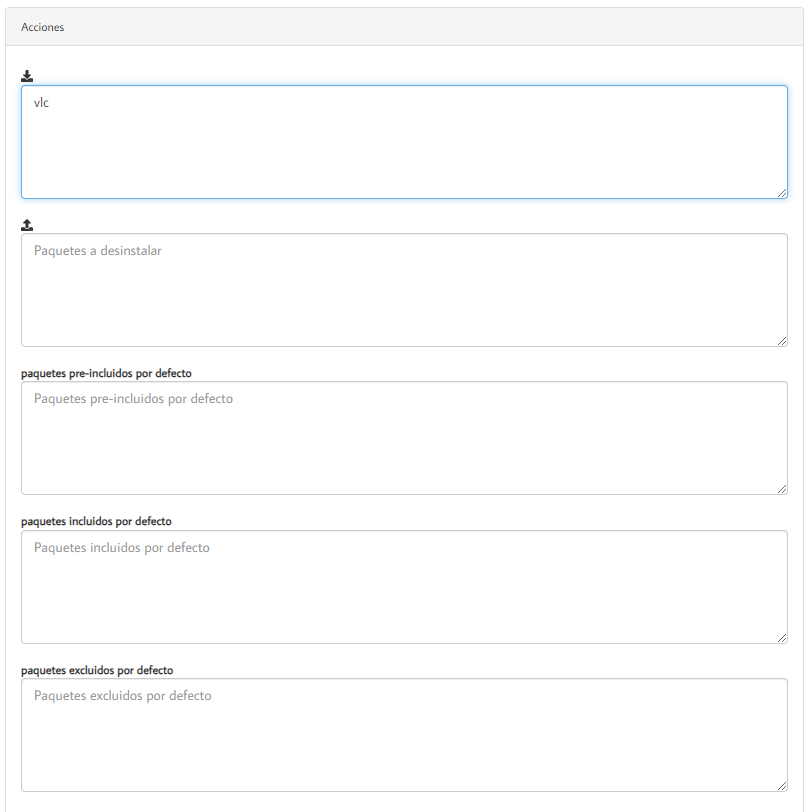 Acciones
vlc
Paquetes a desinstalar
paquetes pre-incluidos por defecto
Paquetes pre-incluidos por defecto
paquetes incluidos por defecto
Paquetes incluidos por defecto
paquetes excluidos por defecto
Paquetes excluidos por defecto